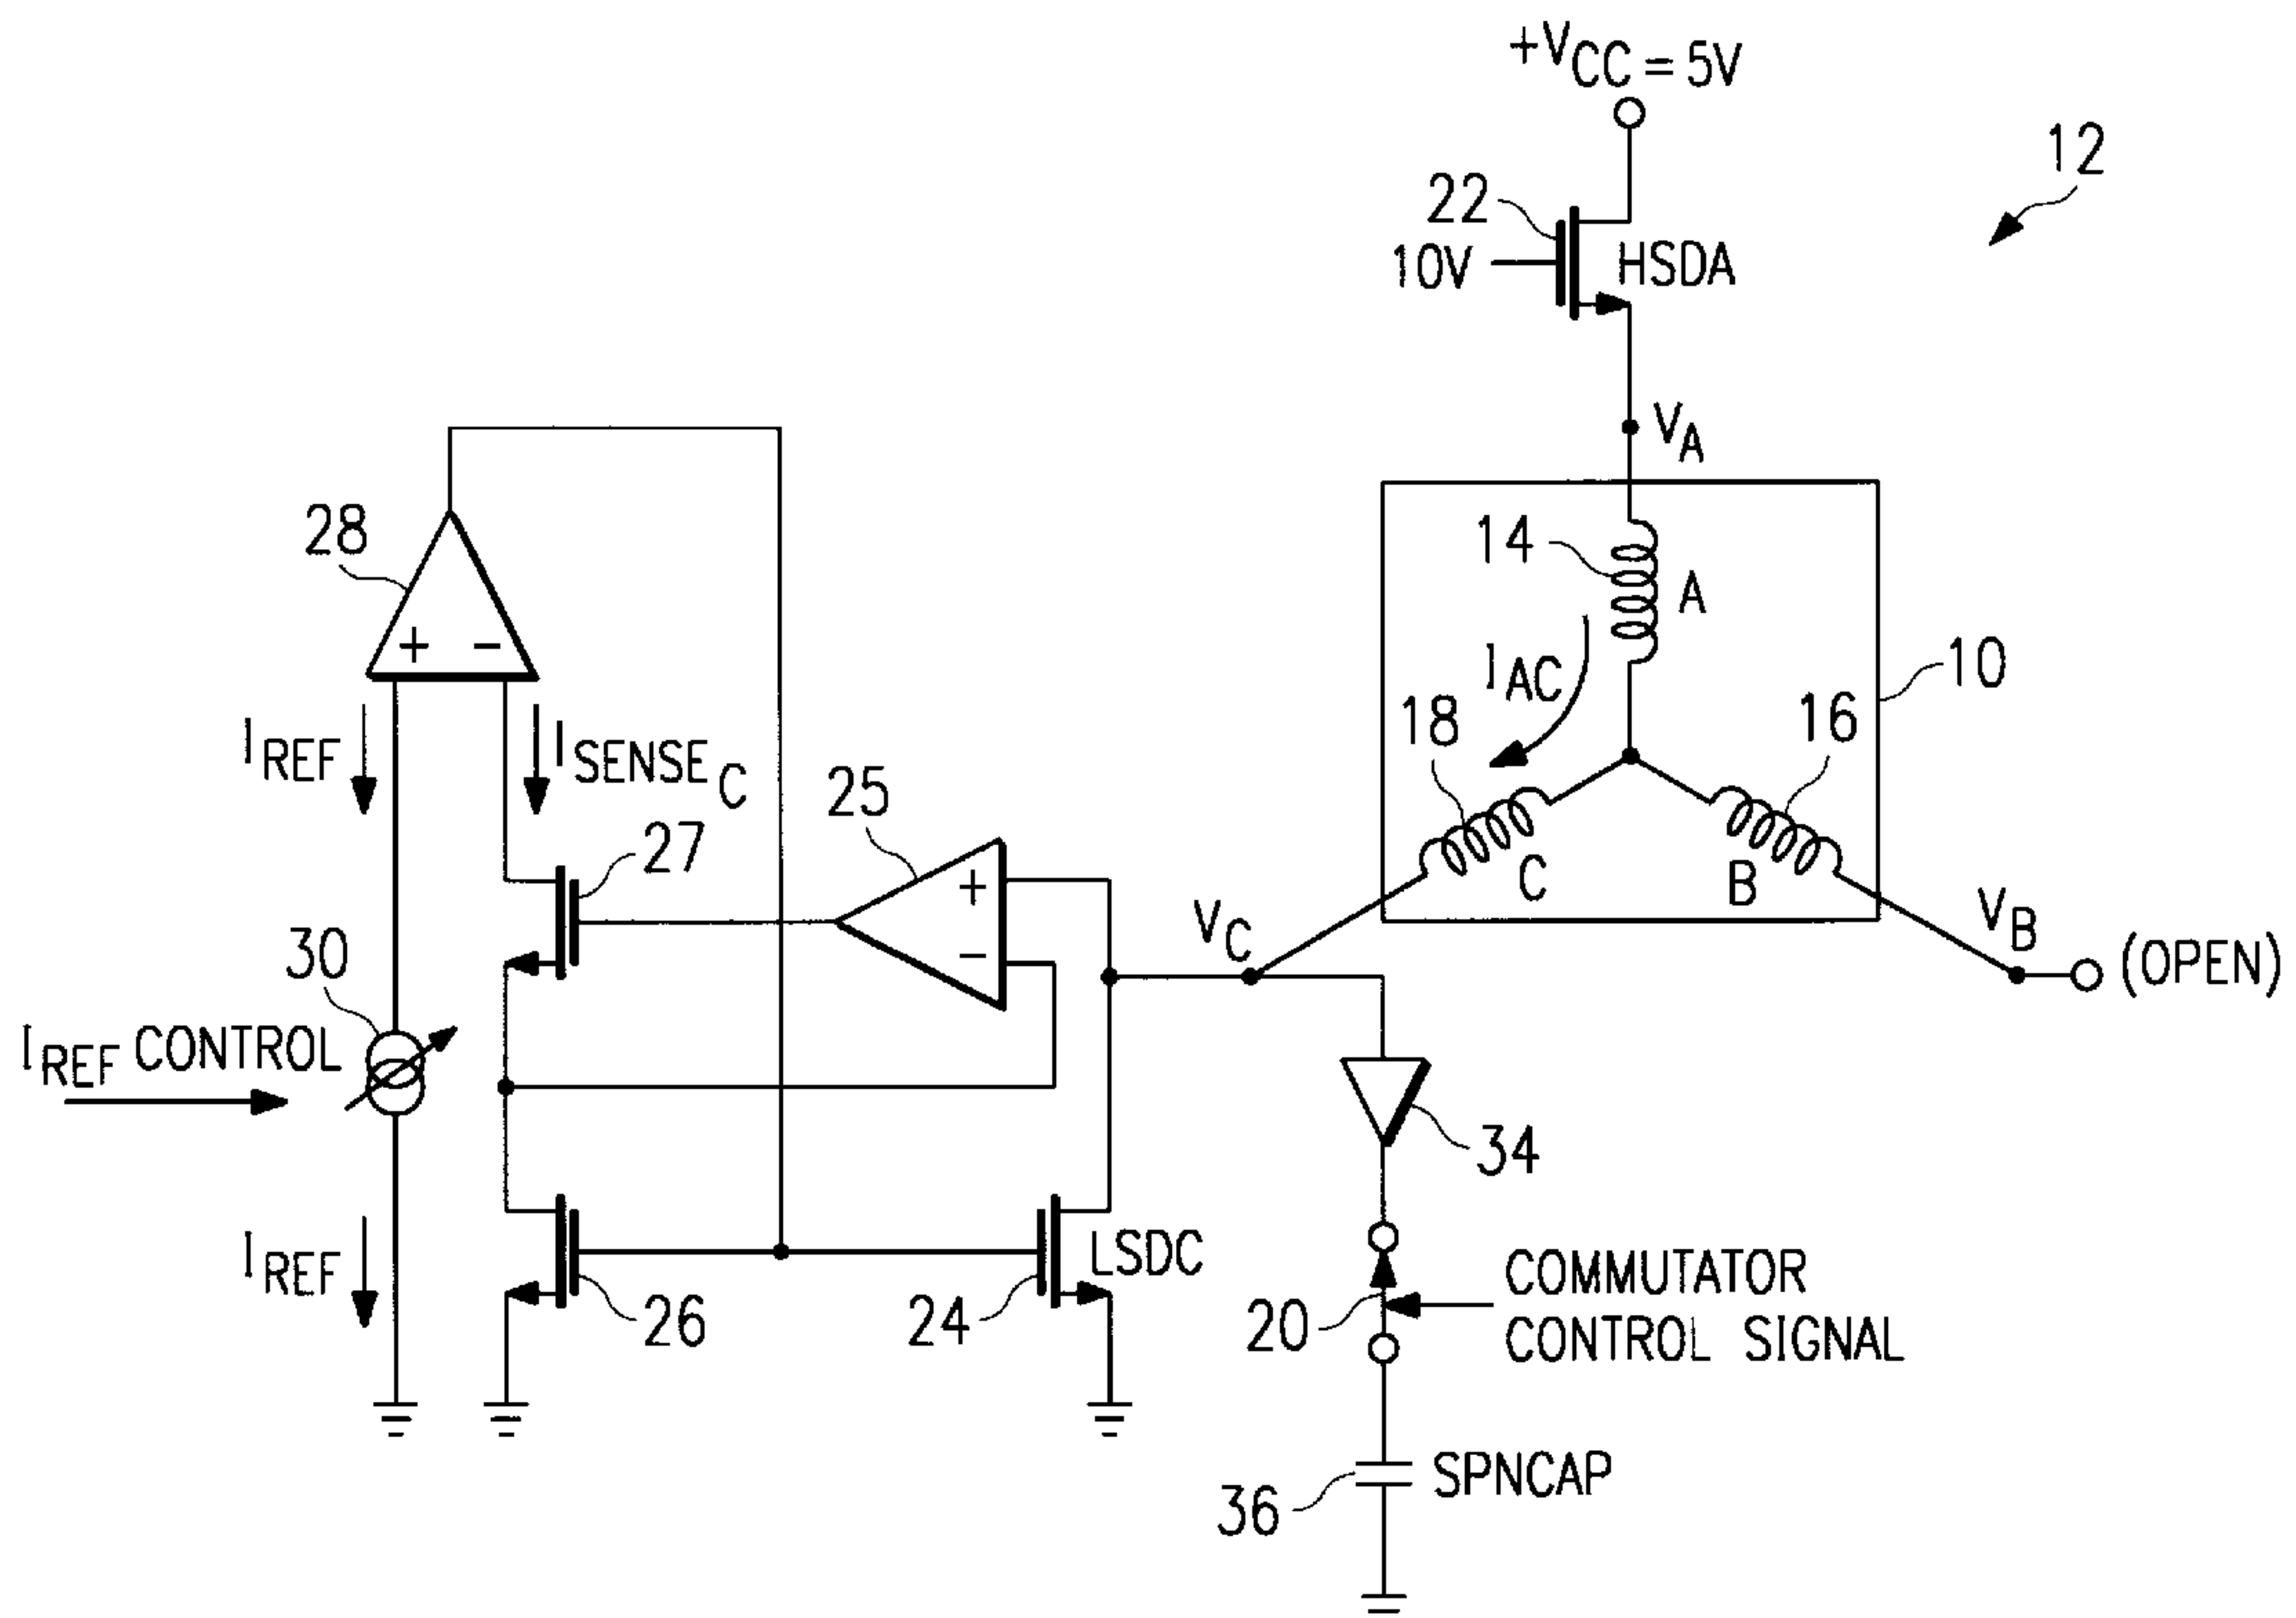 +VCC = 5V
12
22
10V
HSDA
VA
28
14
A
IAC
10
18
16
+ −
IREF
ISENSEC
25
27
C
B
+
−
VC
VB
(OPEN)
30
IREF CONTROL
34
IREF
LSDC
26
24
20
COMMUTATOR
CONTROL SIGNAL
SPNCAP
36